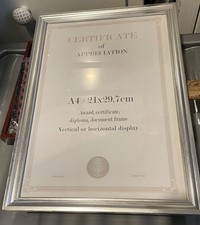 CERTIFICATE
of
APPRECIATION
A4 - 21x29.7cm
Award, certificate,
diploma, document frame
Vertical or horizontal display